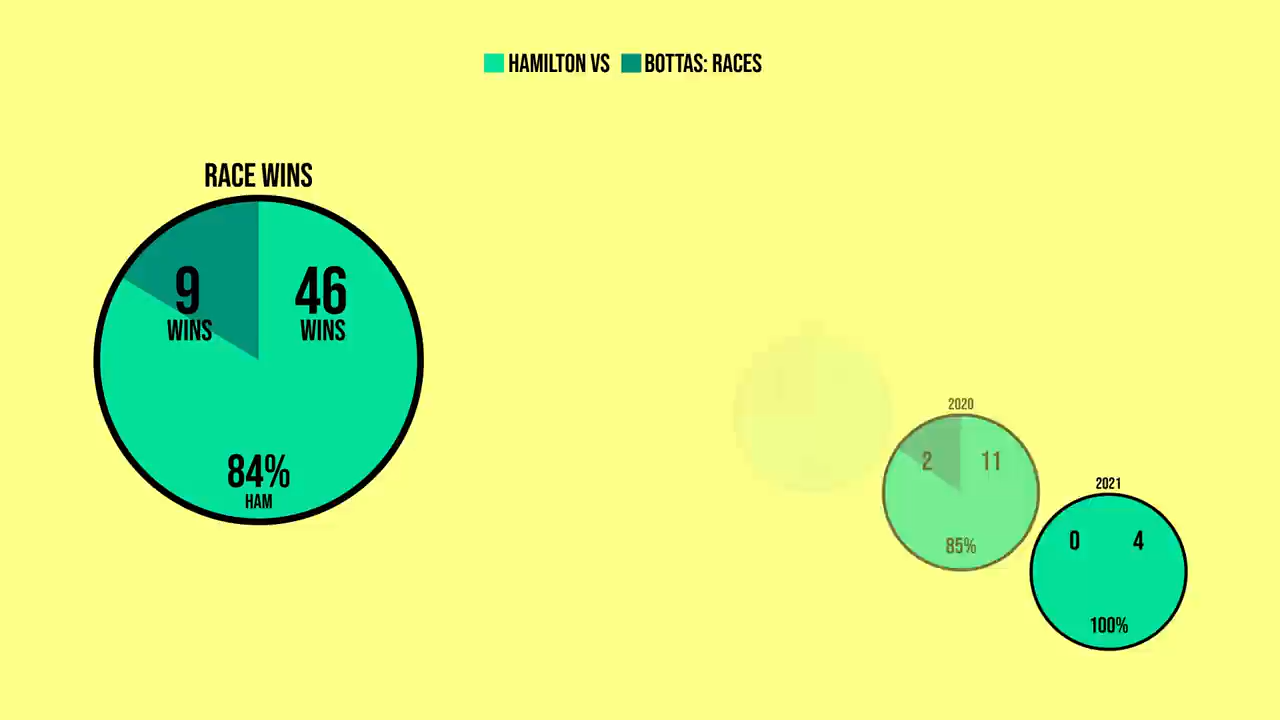 HAMILTON VS BOTTAS: RACES
RACE WINS
9 WINS
46 WINS
84%
HAM
2020
2 11
85%
2021
0 4
100%